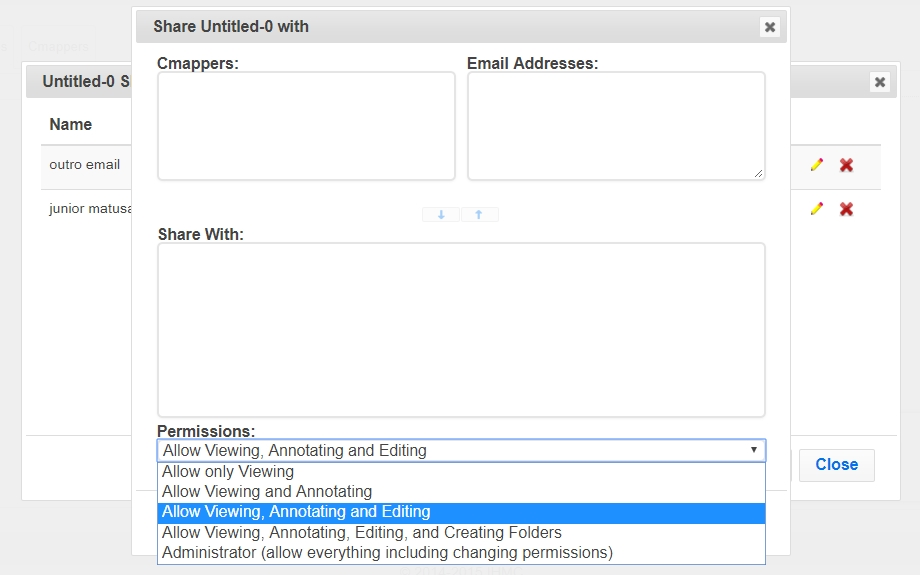 Share Untitled-0 with
Cmappers:
Email Addresses:
Untitled-0 S
Name
outro email
junior matusa
Share With:
Permissions:
Allow Viewing, Annotating and Editing
Allow only Viewing
Allow Viewing and Annotating
Allow Viewing, Annotating and Editing
Allow Viewing, Annotating, Editing, and Creating Folders
Administrator (allow everything including changing permissions)
Close